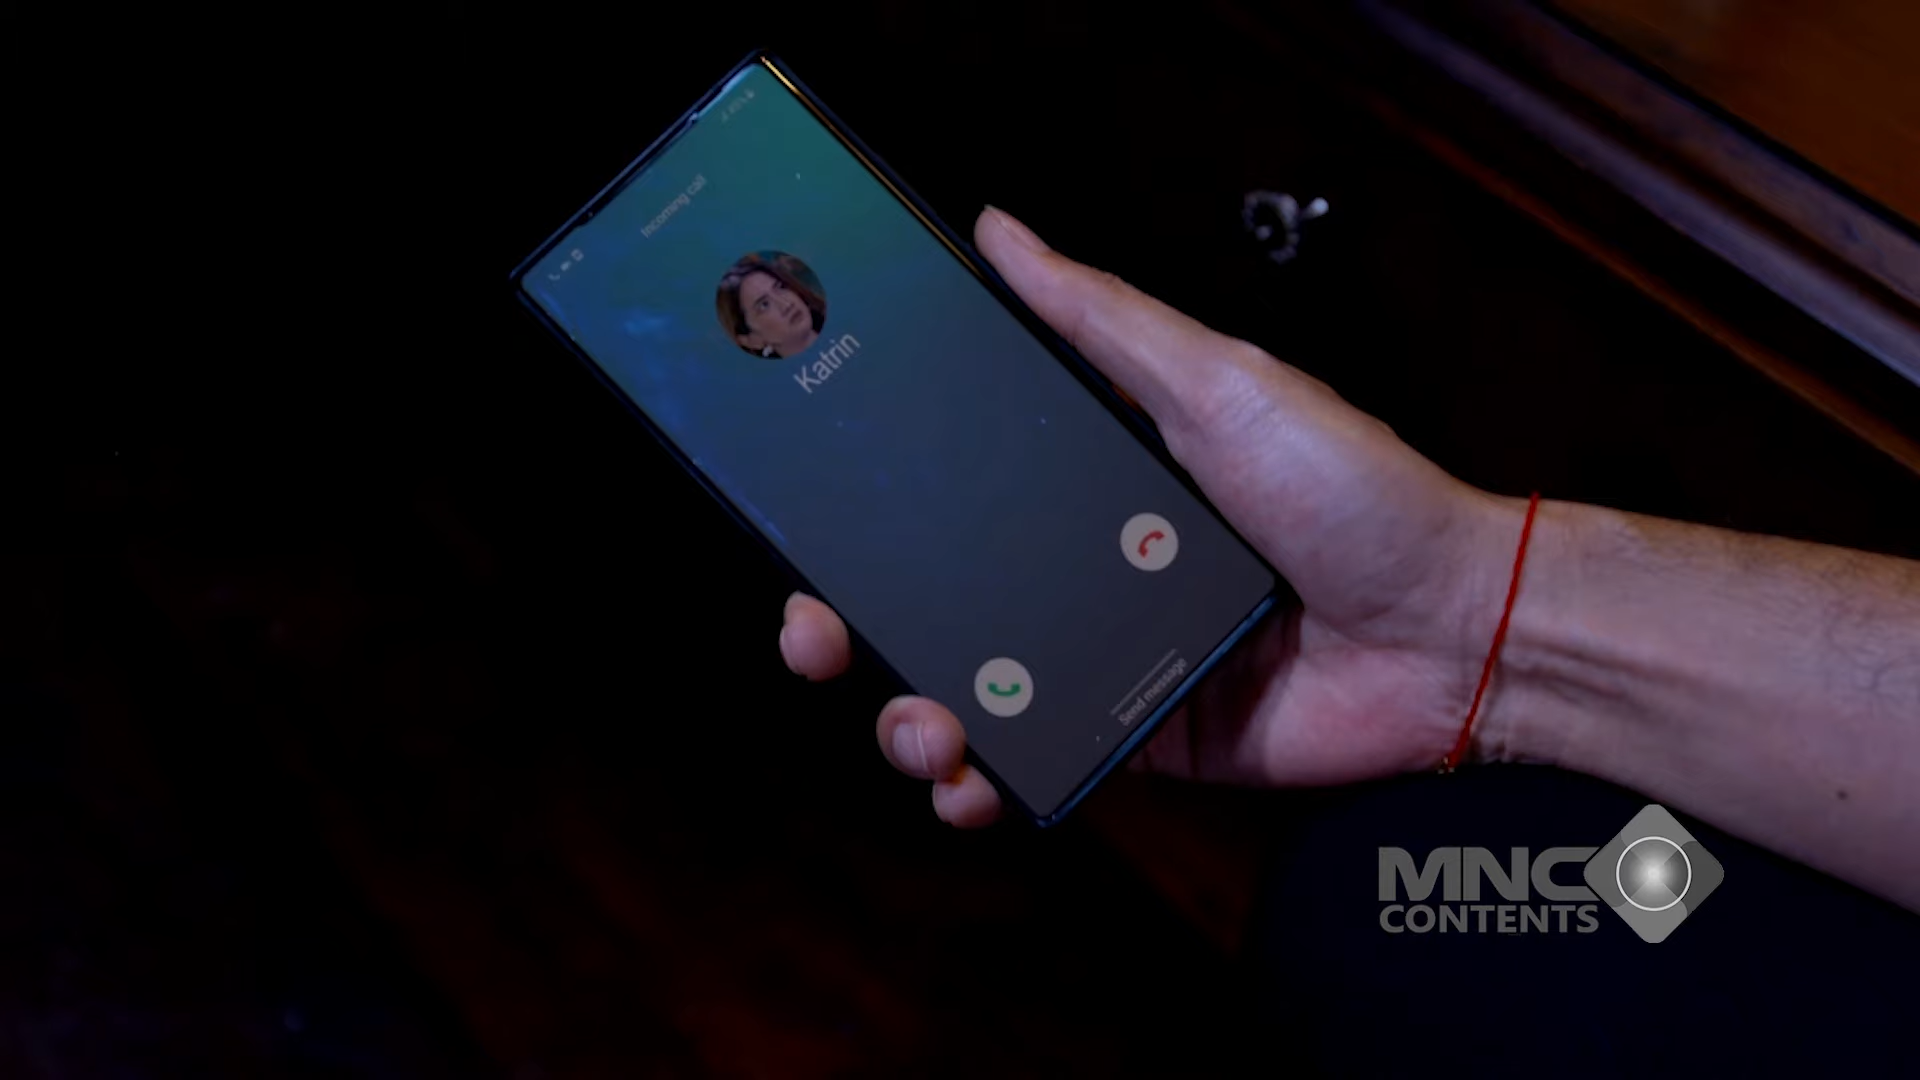 Incoming call
Katrin
Send message
MNC
CONTENTS